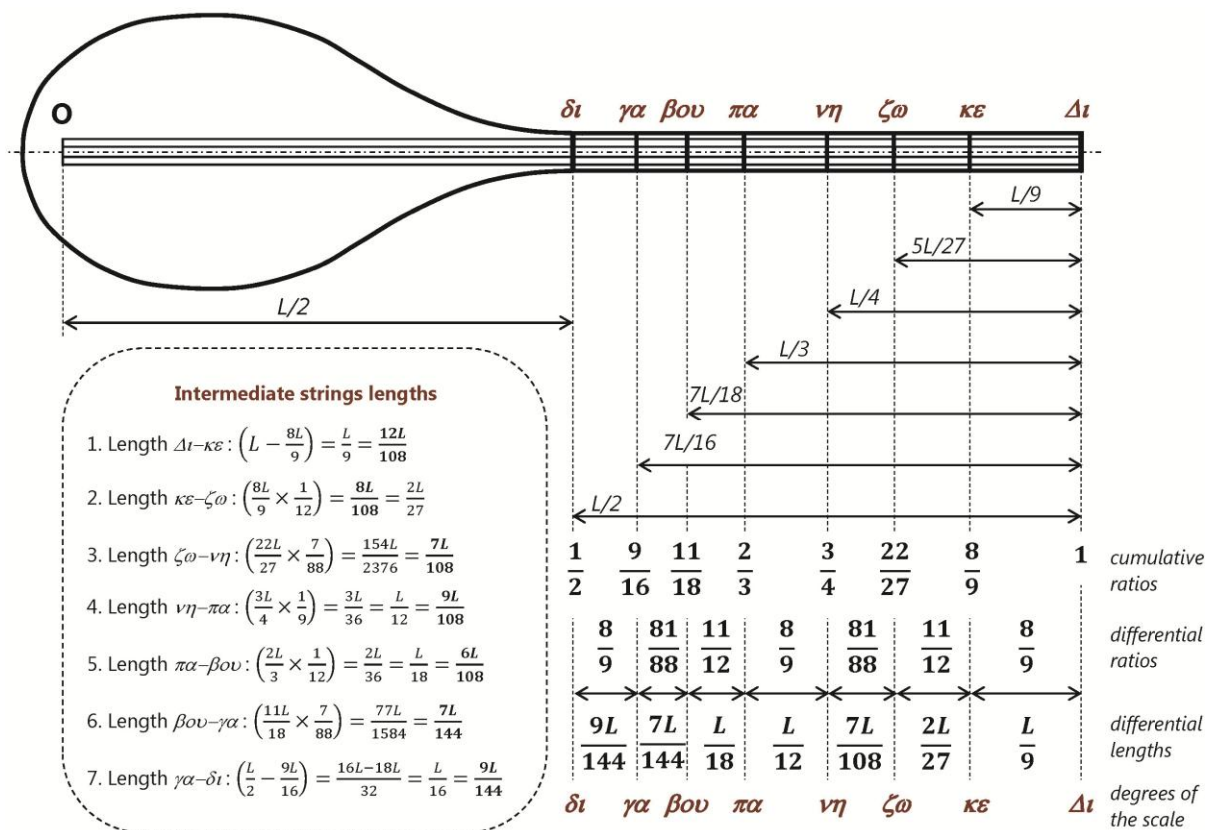 O δι γα βου πα νη ζω κε Δι
L/9
5L/27
L/4
L/2
L/3
7L/18
7L/16
L/2
Intermediate strings lengths
1. Length Δι–κε: (L − 8L/9) = L/9 = 12L/108
2. Length κε–ζω: (8L/9 × 1/12) = 8L/108 = 2L/27
3. Length ζω–νη: (22L/27 × 7/88) = 154L/2376 = 7L/108
4. Length νη–πα: (3L/4 × 1/9) = 3L/36 = L/12 = 9L/108
5. Length πα–βου: (2L/3 × 1/12) = 2L/36 = L/18 = 6L/108
6. Length βου–γα: (11L/18 × 7/88) = 77L/1584 = 7L/144
7. Length γα–δι: (L/2 − 9L/16) = 16L−18L/32 = L/16 = 9L/144
1/2 9/16 11/18 2/3 3/4 22/27 8/9 1 cumulative
ratios
8/9 81/88 11/12 8/9 81/88 11/12 8/9 differential
ratios
9L/144 7L/144 L/18 L/12 7L/108 2L/27 L/9 differential
lengths
δι γα βου πα νη ζω κε Δι degrees of
the scale